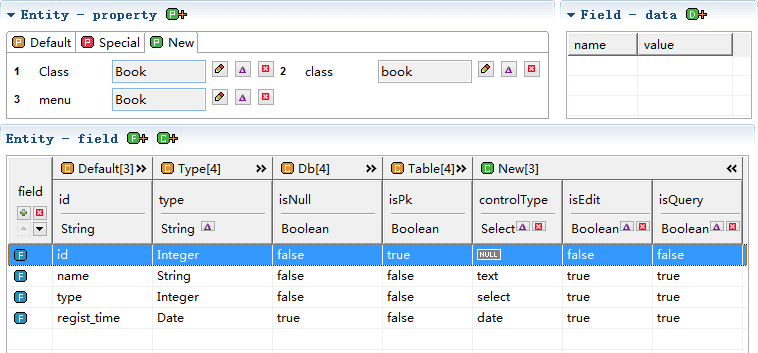 Entity - property P
Field - data D
P Default P Special P New
name value
1 Class Book 2 class book
3 menu Book
Entity - field F C
field
C Default[3] C Type[4] C Db[4] C Table[4] C New[3]
id type isNull isPk controlType isEdit isQuery
String String Boolean Boolean Select Boolean Boolean
F id Integer false true NULL false false
F name String false false text true true
F type Integer false false select true true
F regist_time Date true false date true true